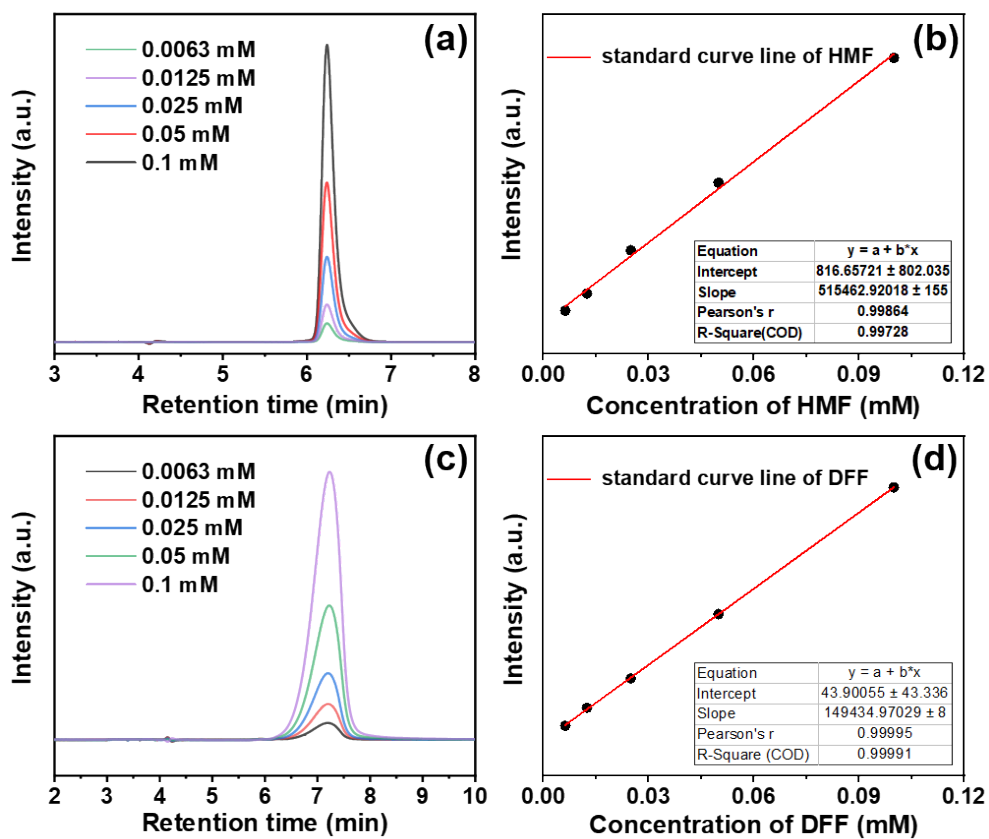 (a)
0.0063 mM
0.0125 mM
0.025 mM
0.05 mM
0.1 mM
Intensity (a.u.)
3 4 5 6 7 8
Retention time (min)
(b)
standard curve line of HMF
Intensity (a.u.)
Equation y = a + b*x
Intercept 816.65721 ± 802.035
Slope 515462.92018 ± 155
Pearson's r 0.99864
R-Square(COD) 0.99728
0.00 0.03 0.06 0.09 0.12
Concentration of HMF (mM)
(c)
0.0063 mM
0.0125 mM
0.025 mM
0.05 mM
0.1 mM
Intensity (a.u.)
2 3 4 5 6 7 8 9 10
Retention time (min)
(d)
standard curve line of DFF
Intensity (a.u.)
Equation y = a + b*x
Intercept 43.90055 ± 43.336
Slope 149434.97029 ± 8
Pearson's r 0.99995
R-Square (COD) 0.99991
0.00 0.03 0.06 0.09 0.12
Concentration of DFF (mM)